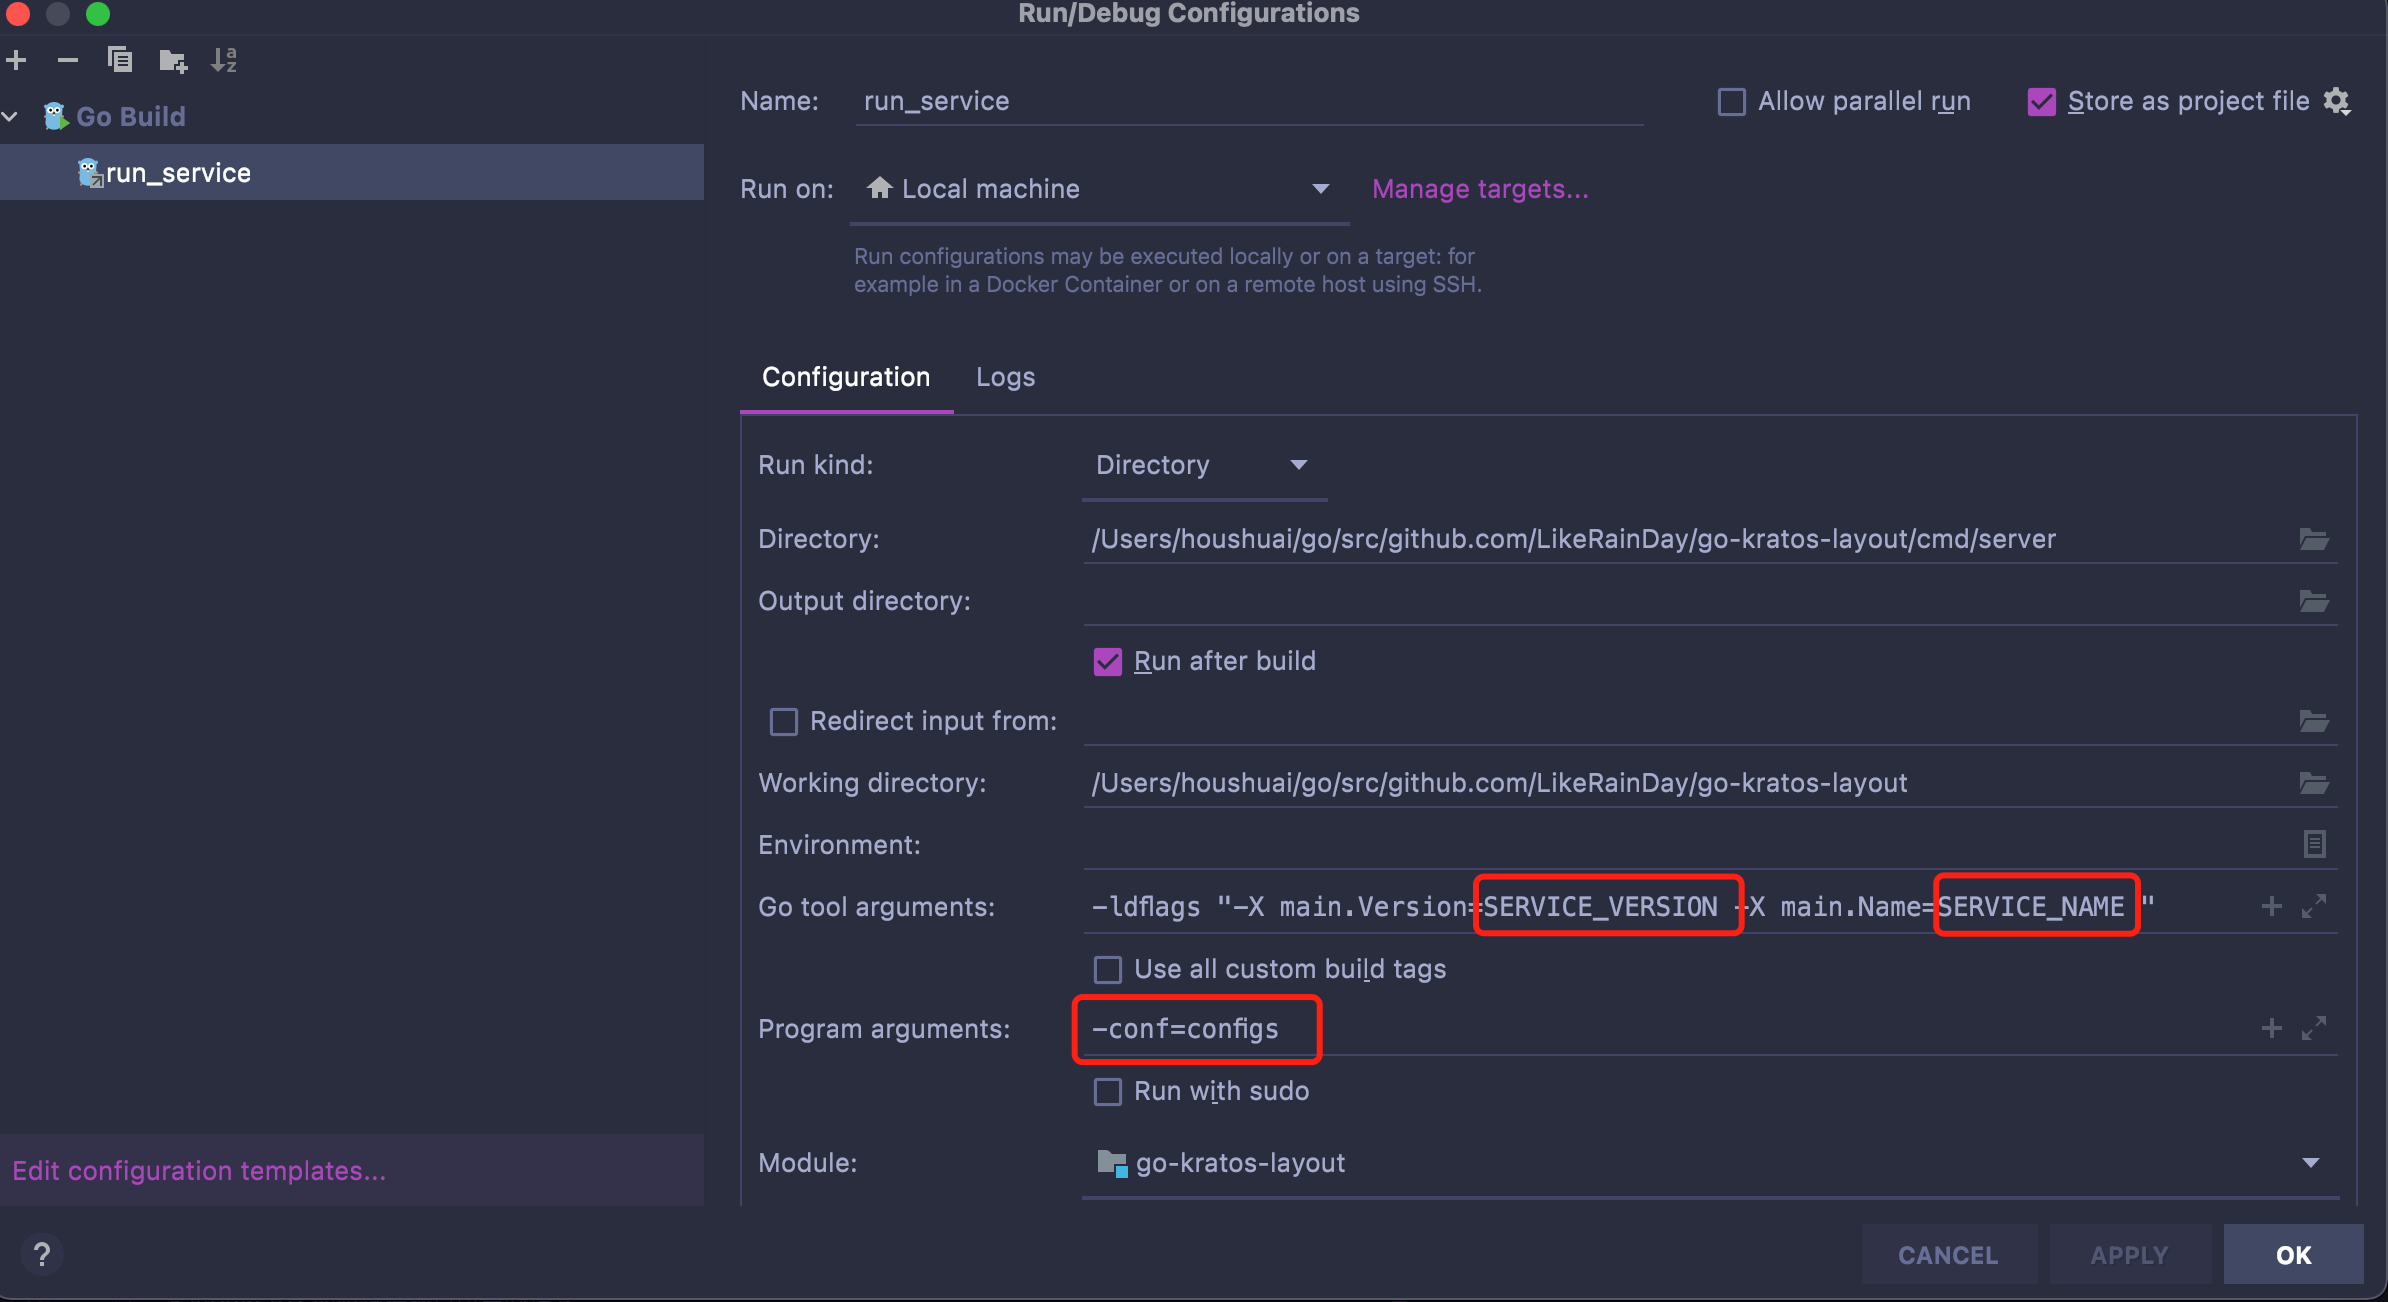 Run/Debug Configurations
Go Build
run_service
Name: run_service
Allow parallel run
Store as project file
Run on: Local machine
Manage targets...
Run configurations may be executed locally or on a target: for
example in a Docker Container or on a remote host using SSH.
Configuration Logs
Run kind: Directory
Directory: /Users/houshuai/go/src/github.com/LikeRainDay/go-kratos-layout/cmd/server
Output directory:
Run after build
Redirect input from:
Working directory: /Users/houshuai/go/src/github.com/LikeRainDay/go-kratos-layout
Environment:
Go tool arguments: -ldflags "-X main.Version=SERVICE_VERSION -X main.Name=SERVICE_NAME "
Use all custom build tags
Program arguments: -conf=configs
Run with sudo
Module: go-kratos-layout
Edit configuration templates...
?
CANCEL APPLY OK